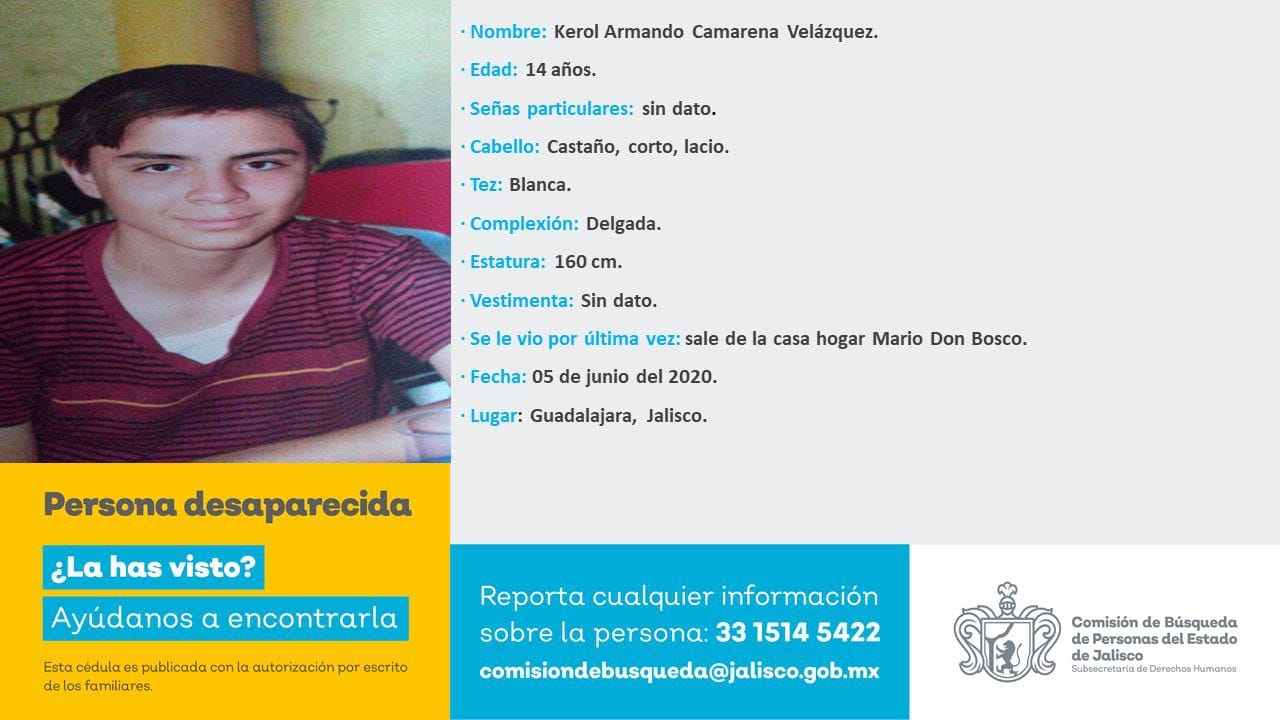 · Nombre: Kerol Armando Camarena Velázquez.
· Edad: 14 años.
· Señas particulares: sin dato.
· Cabello: Castaño, corto, lacio.
· Tez: Blanca.
· Complexión: Delgada.
· Estatura: 160 cm.
· Vestimenta: Sin dato.
· Se le vio por última vez: sale de la casa hogar Mario Don Bosco.
· Fecha: 05 de junio del 2020.
· Lugar: Guadalajara, Jalisco.
Persona desaparecida
¿La has visto?
Ayúdanos a encontrarla
Esta cédula es publicada con la autorización por escrito
de los familiares.
Reporta cualquier información
sobre la persona: 33 1514 5422
comisiondebusqueda@jalisco.gob.mx
Comisión de Búsqueda
de Personas del Estado
de Jalisco
Subsecretaría de Derechos Humanos